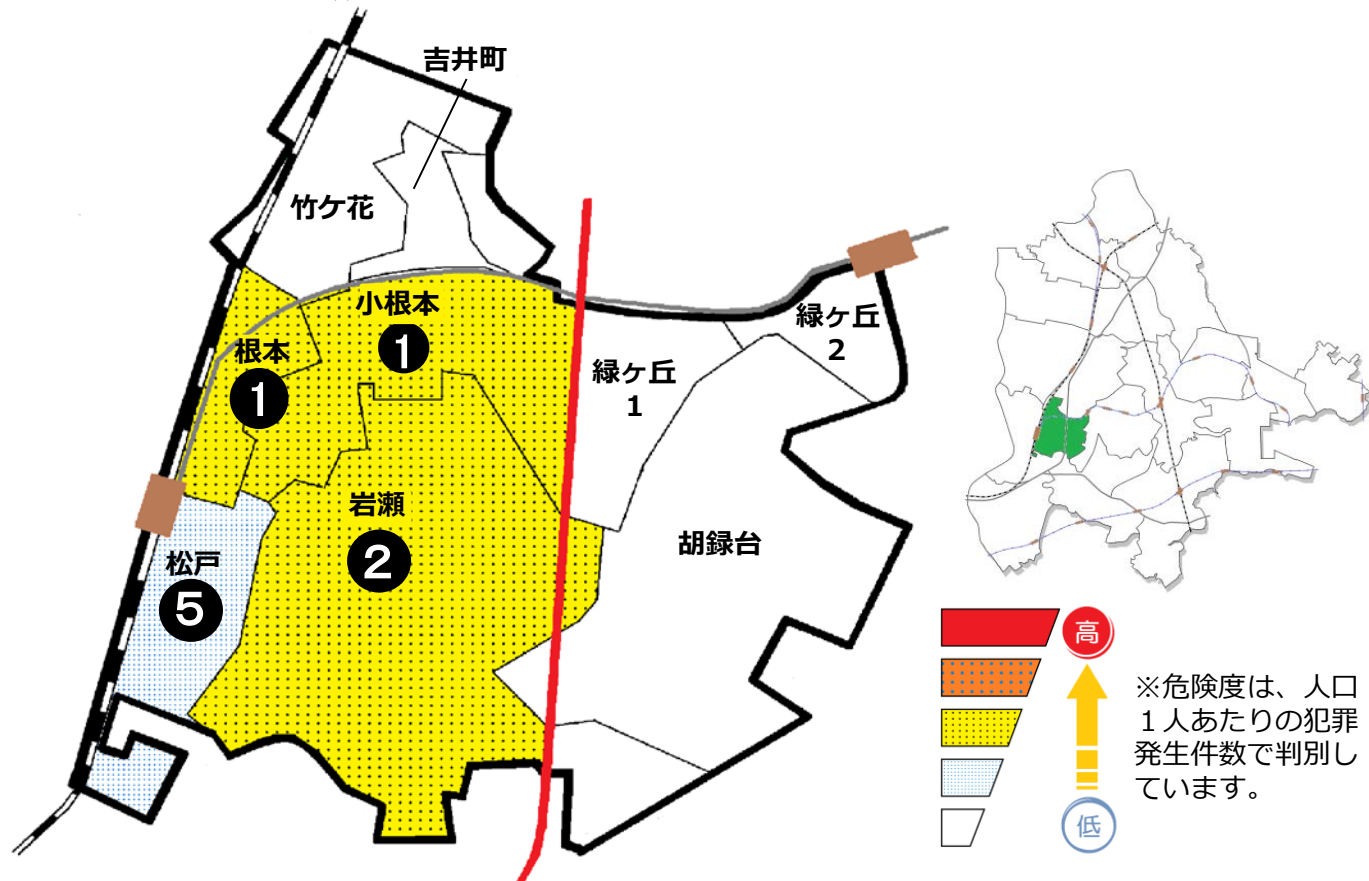 吉井町
竹ケ花
小根本
1
根本
1
緑ヶ丘
2
緑ヶ丘
1
岩瀬
2
胡録台
松戸
5
高
※危険度は、人口
１人あたりの犯罪
発生件数で判別し
ています。
低